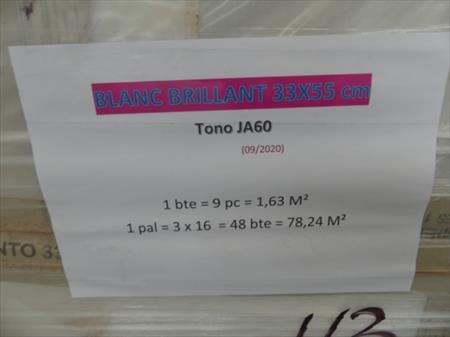 BLANC BRILLANT 33X55 cm
Tono JA60
(09/2020)
1 bte = 9 pc = 1,63 M²
1 pal = 3 x 16 = 48 bte = 78,24 M²
NTO 33